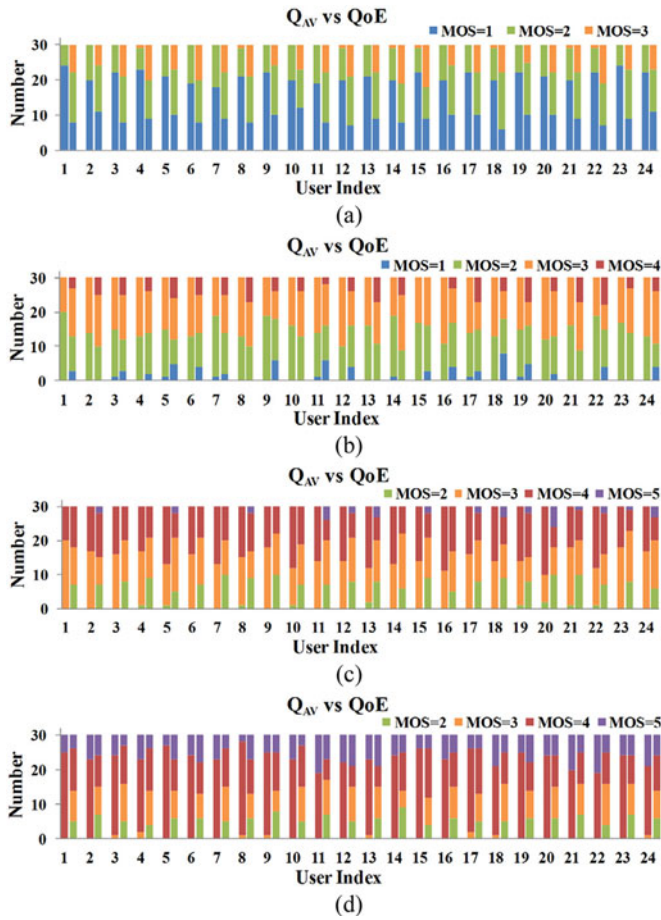 Q_AV vs QoE
MOS=1 MOS=2 MOS=3
30
20
10
0
Number
1 2 3 4 5 6 7 8 9 10 11 12 13 14 15 16 17 18 19 20 21 22 23 24
User Index
(a)
Q_AV vs QoE
MOS=1 MOS=2 MOS=3 MOS=4
30
20
10
0
Number
1 2 3 4 5 6 7 8 9 10 11 12 13 14 15 16 17 18 19 20 21 22 23 24
User Index
(b)
Q_AV vs QoE
MOS=2 MOS=3 MOS=4 MOS=5
30
20
10
0
Number
1 2 3 4 5 6 7 8 9 10 11 12 13 14 15 16 17 18 19 20 21 22 23 24
User Index
(c)
Q_AV vs QoE
MOS=2 MOS=3 MOS=4 MOS=5
30
20
10
0
Number
1 2 3 4 5 6 7 8 9 10 11 12 13 14 15 16 17 18 19 20 21 22 23 24
User Index
(d)